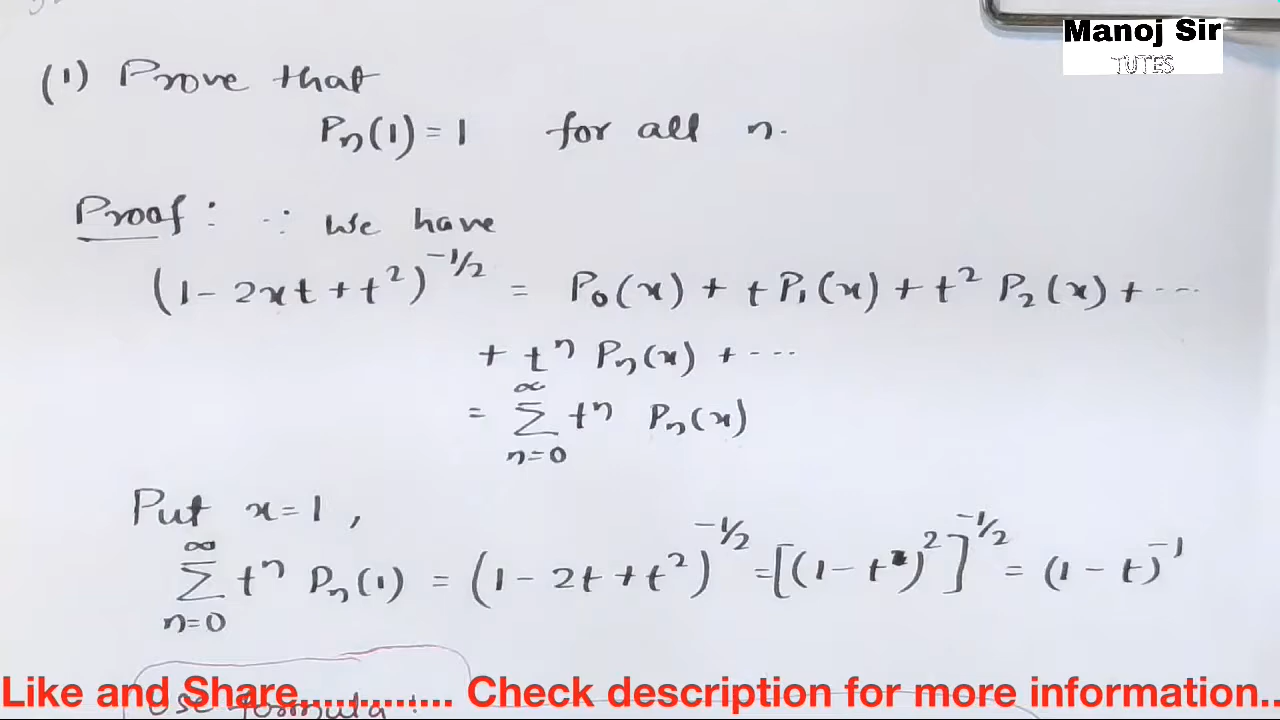 Manoj Sir
TUTES
(1) Prove that
Pn(1) = 1 for all n.
Proof : ∵ We have
(1 - 2xt + t²)^-1/2 = P₀(x) + t P₁(x) + t² P₂(x) + ...
+ tⁿ Pn(x) + ...
= ∞ Σ n=0 tⁿ Pn(x)
Put x = 1 ,
∞ Σ n=0 tⁿ Pn(1) = (1 - 2t + t²)^-1/2 = [(1 - t)²]^-1/2 = (1 - t)^-1
Use formula :
Like and Share............. Check description for more information..